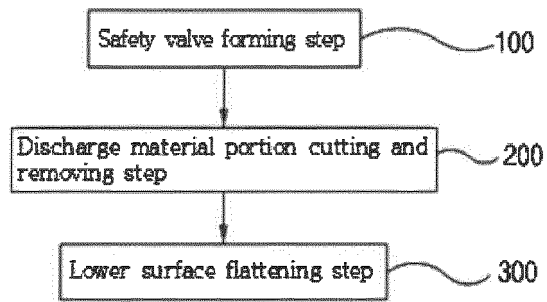 Safety valve forming step
100
Discharge material portion cutting and
removing step
200
Lower surface flattening step
300